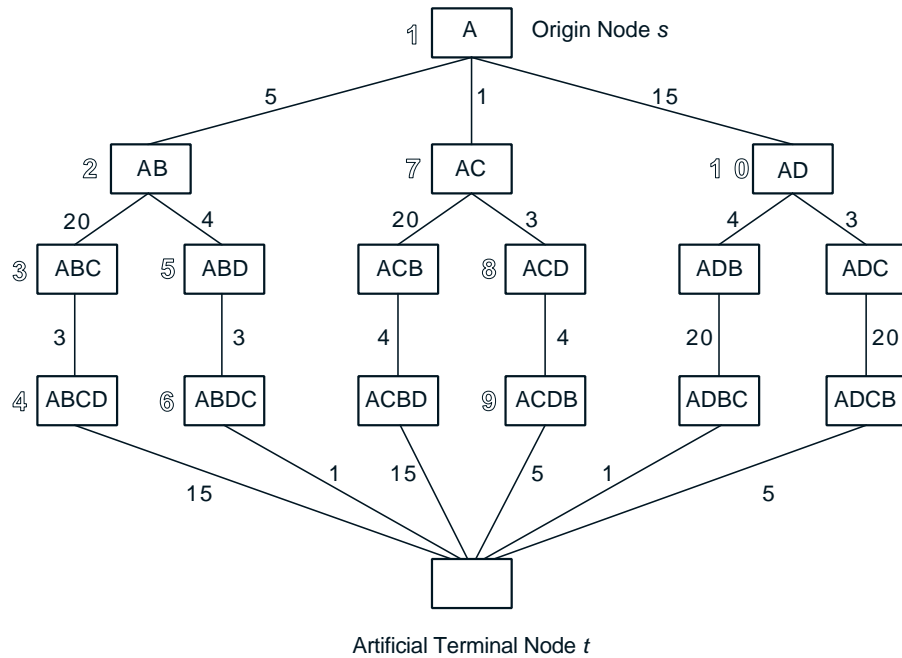 1 A Origin Node s
5 1 15
2 AB 7 AC 1 0 AD
20 4 20 3 4 3
3 ABC 5 ABD ACB 8 ACD ADB ADC
3 3 4 4 20 20
4 ABCD 6 ABDC ACBD 9 ACDB ADBC ADCB
15 1 15 5 1 5
Artificial Terminal Node t